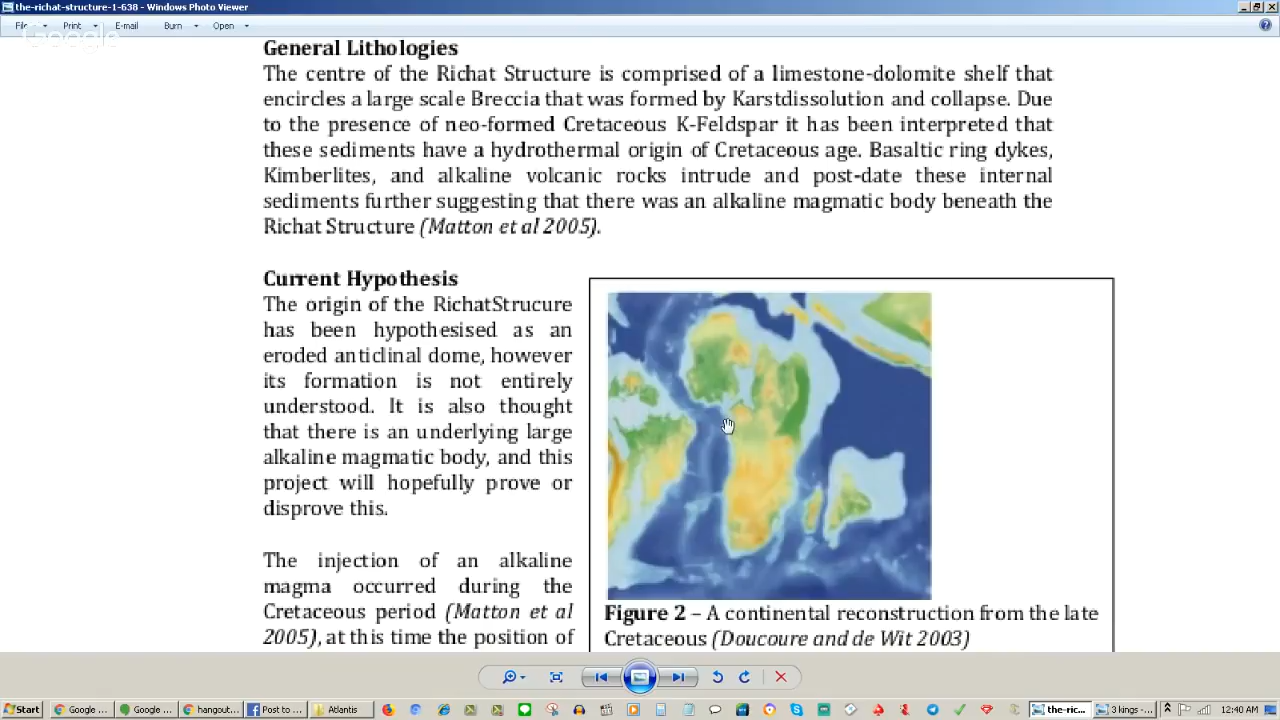 the-richat-structure-1-638 - Windows Photo Viewer
File Print E-mail Burn Open
Google
General Lithologies
The centre of the Richat Structure is comprised of a limestone-dolomite shelf that
encircles a large scale Breccia that was formed by Karstdissolution and collapse. Due
to the presence of neo-formed Cretaceous K-Feldspar it has been interpreted that
these sediments have a hydrothermal origin of Cretaceous age. Basaltic ring dykes,
Kimberlites, and alkaline volcanic rocks intrude and post-date these internal
sediments further suggesting that there was an alkaline magmatic body beneath the
Richat Structure (Matton et al 2005).
Current Hypothesis
The origin of the RichatStrucure
has been hypothesised as an
eroded anticlinal dome, however
its formation is not entirely
understood. It is also thought
that there is an underlying large
alkaline magmatic body, and this
project will hopefully prove or
disprove this.
The injection of an alkaline
magma occurred during the
Cretaceous period (Matton et al
2005), at this time the position of
Figure 2 – A continental reconstruction from the late
Cretaceous (Doucoure and de Wit 2003)
Start Google ... Google ... hangout... Post to ... Atlantis the-ric... 3 kings -... 12:40 AM